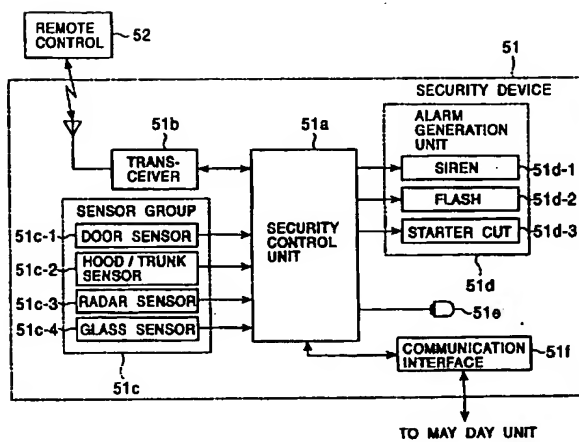 REMOTE
CONTROL
52
51
SECURITY DEVICE
51b
TRANS-
CEIVER
51a
SECURITY
CONTROL
UNIT
ALARM
GENERATION
UNIT
SIREN
51d-1
FLASH
51d-2
STARTER CUT
51d-3
51d
SENSOR GROUP
51c-1
DOOR SENSOR
51c-2
HOOD / TRUNK
SENSOR
51c-3
RADAR SENSOR
51c-4
GLASS SENSOR
51c
51e
COMMUNICATION
INTERFACE
51f
TO MAY DAY UNIT